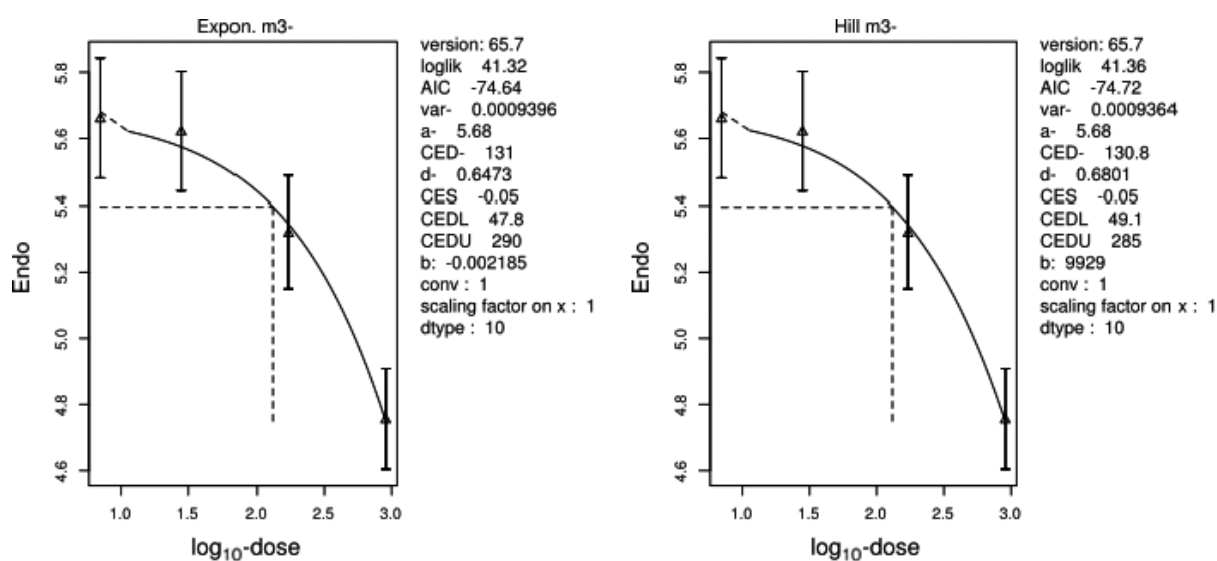 Expon. m3-
version: 65.7
loglik 41.32
AIC -74.64
var- 0.0009396
a- 5.68
CED- 131
d- 0.6473
CES -0.05
CEDL 47.8
CEDU 290
b: -0.002185
conv : 1
scaling factor on x : 1
dtype : 10
Endo
5.8
5.6
5.4
5.2
5.0
4.8
4.6
1.0 1.5 2.0 2.5 3.0
log10-dose
Hill m3-
version: 65.7
loglik 41.36
AIC -74.72
var- 0.0009364
a- 5.68
CED- 130.8
d- 0.6801
CES -0.05
CEDL 49.1
CEDU 285
b: 9929
conv : 1
scaling factor on x : 1
dtype : 10
Endo
5.8
5.6
5.4
5.2
5.0
4.8
4.6
1.0 1.5 2.0 2.5 3.0
log10-dose